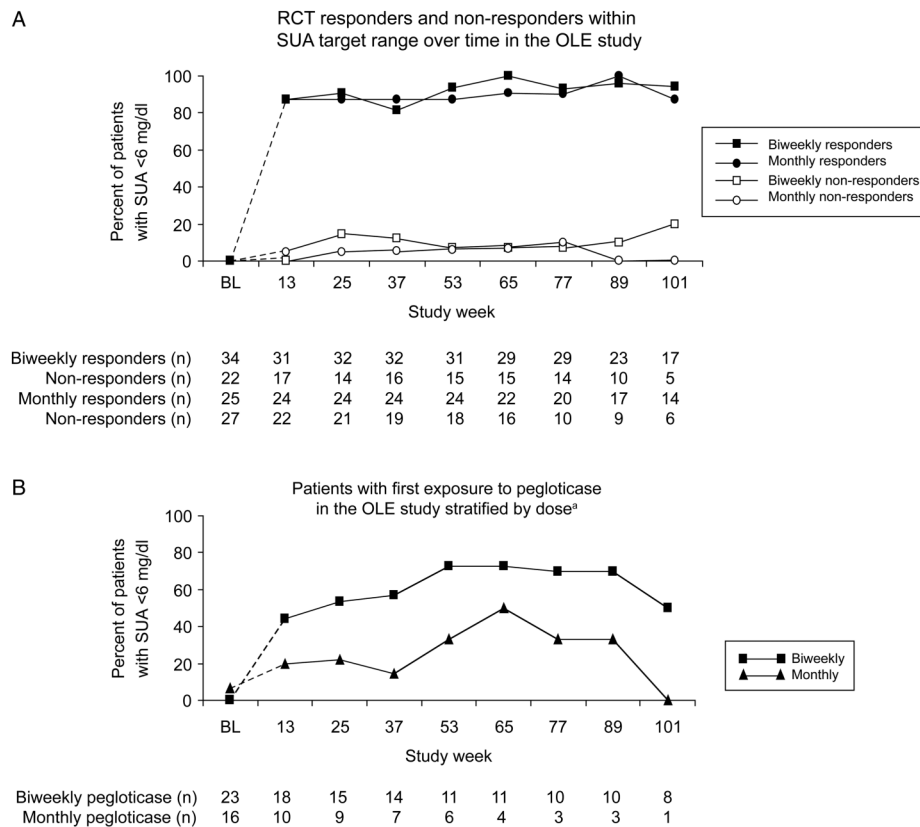 A
RCT responders and non-responders within
SUA target range over time in the OLE study
Percent of patients
with SUA <6 mg/dl
100
80
60
40
20
0
BL 13 25 37 53 65 77 89 101
Study week
Biweekly responders
Monthly responders
Biweekly non-responders
Monthly non-responders
Biweekly responders (n) 34 31 32 32 31 29 29 23 17
Non-responders (n) 22 17 14 16 15 15 14 10 5
Monthly responders (n) 25 24 24 24 24 22 20 17 14
Non-responders (n) 27 22 21 19 18 16 10 9 6
B
Patients with first exposure to pegloticase
in the OLE study stratified by doseᵃ
Percent of patients
with SUA <6 mg/dl
100
80
60
40
20
0
BL 13 25 37 53 65 77 89 101
Study week
Biweekly
Monthly
Biweekly pegloticase (n) 23 18 15 14 11 11 10 10 8
Monthly pegloticase (n) 16 10 9 7 6 4 3 3 1